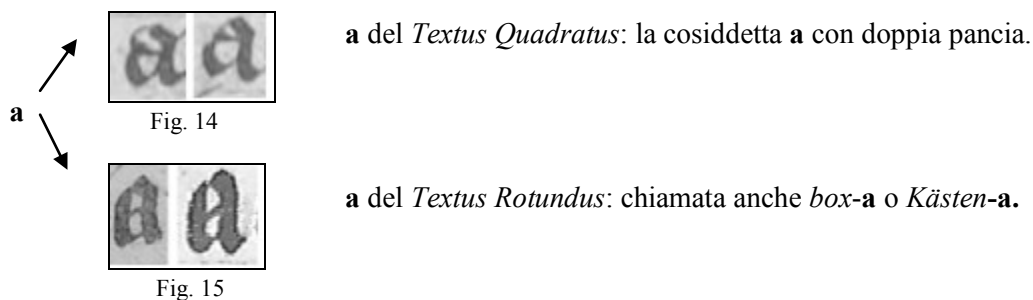 a del Textus Quadratus: la cosiddetta a con doppia pancia.
a
Fig. 14
a del Textus Rotundus: chiamata anche box-a o Kästen-a.
Fig. 15